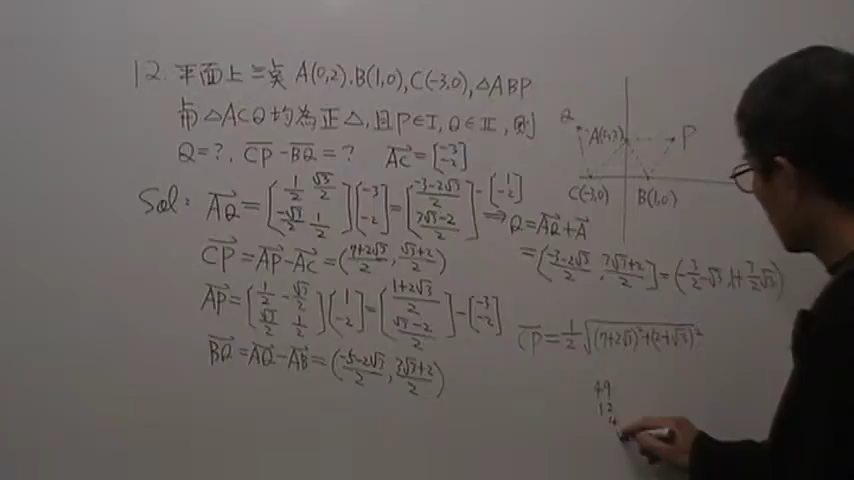 12. 平面上三点 A(0,2), B(1,0), C(-3,0), △ABP
与 △ACQ 均為正△, 且 P∈I, Q∈II, 則
Q=?, CP-BQ=? AC=[-3 -2]
Sol: AQ=[1/2 √3/2 -√3/2 1/2][-3 -2]=[(-3-2√3)/2 (3√3-2)/2]-[1 -2] ⇒Q=AQ+A
=((-3-2√3)/2, (3√3+2)/2]=(-3/2-√3, 1+3/2√3)
CP=AP-AC=((7+2√3)/2, (√3+2)/2)
AP=[1/2 -√3/2 √3/2 1/2][1 -2]=[(1+2√3)/2 (√3-2)/2]-[-3 -2]
CP=1/2√(7+2√3)²+(2+√3)²
BQ=AQ-AB=((-5-2√3)/2, (3√3+2)/2)
49
12
4
Q
A(0,2)
P
C(-3,0)
B(1,0)